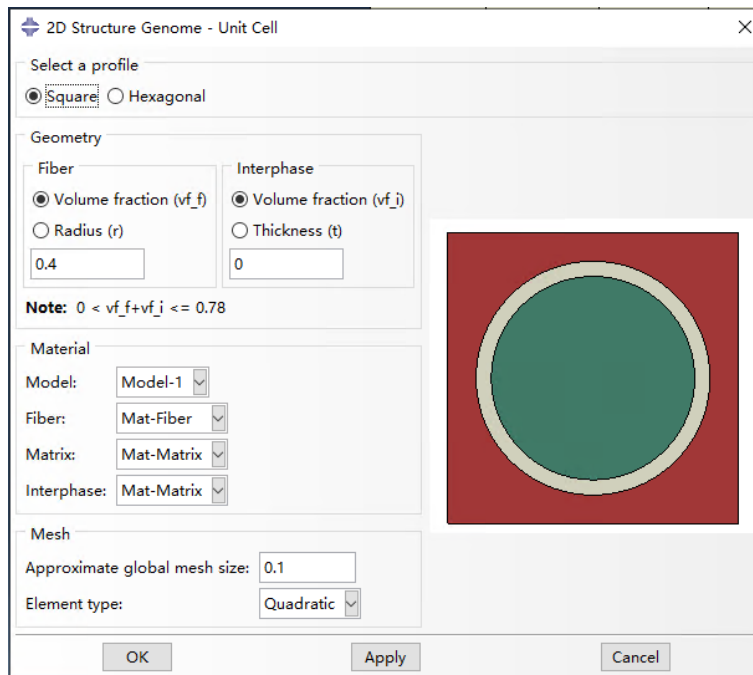 2D Structure Genome - Unit Cell
Select a profile
Square Hexagonal
Geometry
Fiber Interphase
Volume fraction (vf_f) Volume fraction (vf_i)
Radius (r) Thickness (t)
0.4 0
Note: 0 < vf_f+vf_i <= 0.78
Material
Model: Model-1
Fiber: Mat-Fiber
Matrix: Mat-Matrix
Interphase: Mat-Matrix
Mesh
Approximate global mesh size: 0.1
Element type: Quadratic
OK Apply Cancel